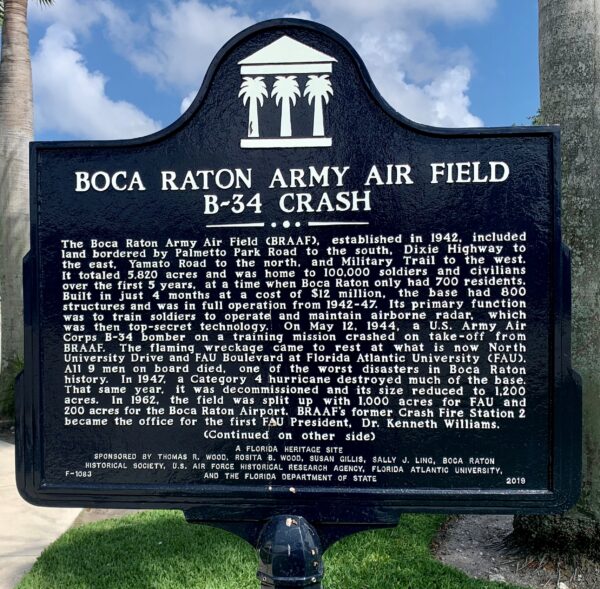 BOCA RATON ARMY AIR FIELD
B-34 CRASH
The Boca Raton Army Air Field (BRAAF), established in 1942, included
land bordered by Palmetto Park Road to the south, Dixie Highway to
the east, Yamato Road to the north, and Military Trail to the west.
It totaled 5,820 acres and was home to 100,000 soldiers and civilians
over the first 5 years, at a time when Boca Raton only had 700 residents.
Built in just 4 months at a cost of $12 million, the base had 800
structures and was in full operation from 1942-47. Its primary function
was to train soldiers to operate and maintain airborne radar, which
was then top-secret technology. On May 12, 1944, a U.S. Army Air
Corps B-34 bomber on a training mission crashed on take-off from
BRAAF. The flaming wreckage came to rest at what is now North
University Drive and FAU Boulevard at Florida Atlantic University (FAU).
All 9 men on board died, one of the worst disasters in Boca Raton
history. In 1947, a Category 4 hurricane destroyed much of the base.
That same year, it was decommissioned and its size reduced to 1,200
acres. In 1962, the field was split up with 1,000 acres for FAU and
200 acres for the Boca Raton Airport. BRAAF's former Crash Fire Station 2
became the office for the first FAU President, Dr. Kenneth Williams.
(Continued on other side)
A FLORIDA HERITAGE SITE
SPONSORED BY THOMAS R. WOOD, ROSITA B. WOOD, SUSAN GILLIS, SALLY J. LING, BOCA RATON
HISTORICAL SOCIETY, U.S. AIR FORCE HISTORICAL RESEARCH AGENCY, FLORIDA ATLANTIC UNIVERSITY,
F-1083 AND THE FLORIDA DEPARTMENT OF STATE 2019